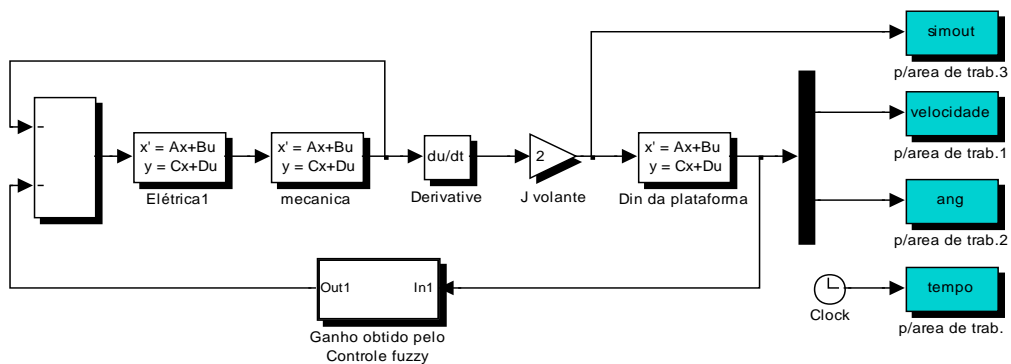 simout
p/area de trab.3
velocidade
p/area de trab.1
ang
p/area de trab.2
tempo
p/area de trab.
Clock
-
-
x' = Ax+Bu
y = Cx+Du
Elétrica1
x' = Ax+Bu
y = Cx+Du
mecanica
du/dt
Derivative
2
J volante
x' = Ax+Bu
y = Cx+Du
Din da plataforma
Out1
In1
Ganho obtido pelo
Controle fuzzy